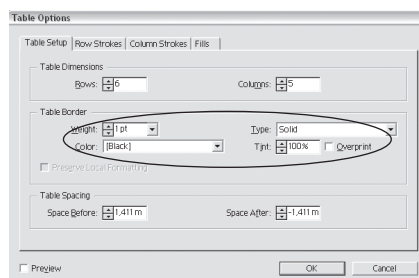 Table Options
Table Setup Row Strokes Column Strokes Fills
Table Dimensions
Rows: 6 Columns: 5
Table Border
Weight: 1 pt Type: Solid
Color: [Black] Tint: 100% Overprint
Preserve Local Formatting
Table Spacing
Space Before: 1,411 m Space After: -1,411 m
Preview OK Cancel